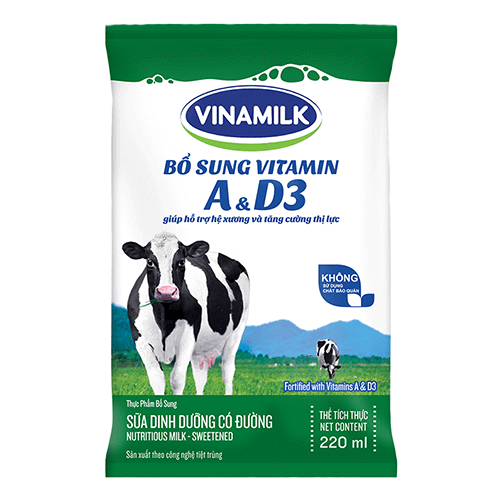 VINAMILK
BỔ SUNG VITAMIN
A & D3
giúp hỗ trợ hệ xương và tăng cường thị lực
KHÔNG
SỬ DỤNG
CHẤT BẢO QUẢN
Fortified with Vitamins A & D3
Thực Phẩm Bổ Sung
SỮA DINH DƯỠNG CÓ ĐƯỜNG
NUTRITIOUS MILK - SWEETENED
Sản xuất theo công nghệ tiệt trùng
THỂ TÍCH THỰC
NET CONTENT
220 ml